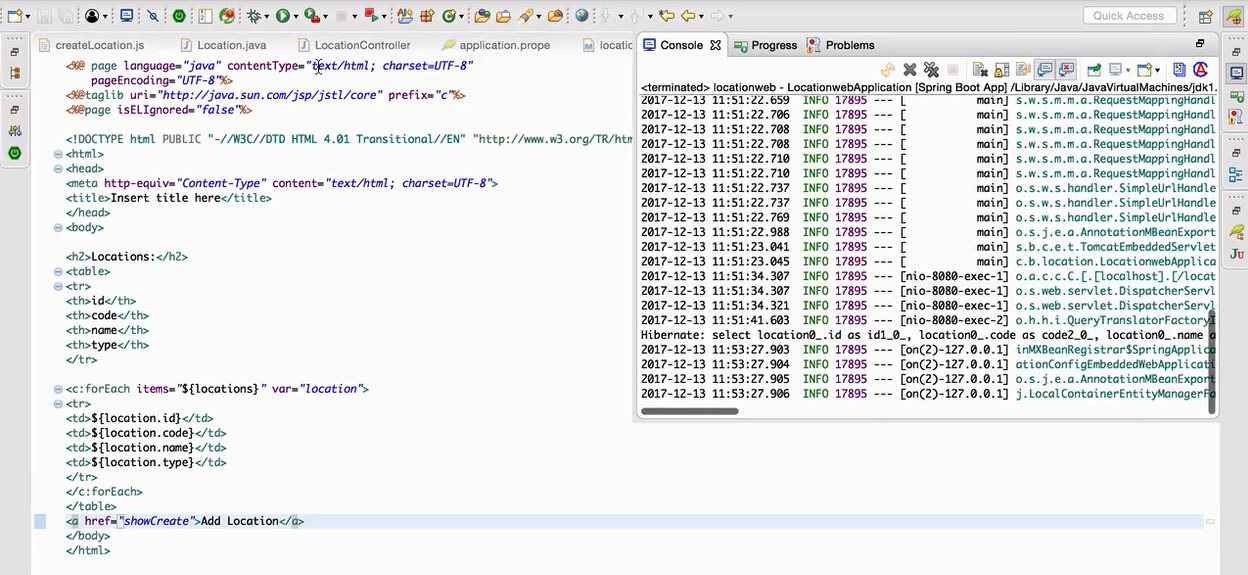 Quick Access
createLocation.js
Location.java
LocationController
application.prope
locatic
Console
Progress
Problems
<%@ page language="java" contentType="text/html; charset=UTF-8"
pageEncoding="UTF-8"%>
<%@taglib uri="http://java.sun.com/jsp/jstl/core" prefix="c"%>
<%@page isELIgnored="false"%>
<!DOCTYPE html PUBLIC "-//W3C//DTD HTML 4.01 Transitional//EN" "http://www.w3.org/TR/htm
<html>
<head>
<meta http-equiv="Content-Type" content="text/html; charset=UTF-8">
<title>Insert title here</title>
</head>
<body>
<h2>Locations:</h2>
<table>
<tr>
<th>id</th>
<th>code</th>
<th>name</th>
<th>type</th>
</tr>
<c:forEach items="${locations}" var="location">
<tr>
<td>${location.id}</td>
<td>${location.code}</td>
<td>${location.name}</td>
<td>${location.type}</td>
</tr>
</c:forEach>
</table>
<a href="showCreate">Add Location</a>
</body>
</html>
<terminated> locationweb - LocationwebApplication [Spring Boot App] /Library/Java/JavaVirtualMachines/jdk1.
2017-12-13 11:51:22.659 INFO 17895 --- [ main] s.w.s.m.m.a.RequestMappingHandl
2017-12-13 11:51:22.706 INFO 17895 --- [ main] s.w.s.m.m.a.RequestMappingHandl
2017-12-13 11:51:22.708 INFO 17895 --- [ main] s.w.s.m.m.a.RequestMappingHandl
2017-12-13 11:51:22.708 INFO 17895 --- [ main] s.w.s.m.m.a.RequestMappingHandl
2017-12-13 11:51:22.710 INFO 17895 --- [ main] s.w.s.m.m.a.RequestMappingHandl
2017-12-13 11:51:22.710 INFO 17895 --- [ main] s.w.s.m.m.a.RequestMappingHandl
2017-12-13 11:51:22.737 INFO 17895 --- [ main] o.s.w.s.handler.SimpleUrlHandle
2017-12-13 11:51:22.737 INFO 17895 --- [ main] o.s.w.s.handler.SimpleUrlHandle
2017-12-13 11:51:22.769 INFO 17895 --- [ main] o.s.w.s.handler.SimpleUrlHandle
2017-12-13 11:51:22.988 INFO 17895 --- [ main] o.s.j.e.a.AnnotationMBeanExport
2017-12-13 11:51:23.041 INFO 17895 --- [ main] s.b.c.e.t.TomcatEmbeddedServlet
2017-12-13 11:51:23.045 INFO 17895 --- [ main] c.b.location.LocationwebApplica
2017-12-13 11:51:34.307 INFO 17895 --- [nio-8080-exec-1] o.a.c.c.C.[.[localhost].[/locat
2017-12-13 11:51:34.307 INFO 17895 --- [nio-8080-exec-1] o.s.web.servlet.DispatcherServl
2017-12-13 11:51:34.321 INFO 17895 --- [nio-8080-exec-1] o.s.web.servlet.DispatcherServl
2017-12-13 11:51:41.603 INFO 17895 --- [nio-8080-exec-2] o.h.h.i.QueryTranslatorFactoryI
Hibernate: select location0_.id as id1_0_, location0_.code as code2_0_, location0_.name a
2017-12-13 11:53:27.903 INFO 17895 --- [on(2)-127.0.0.1] inMXBeanRegistrar$SpringApplica
2017-12-13 11:53:27.904 INFO 17895 --- [on(2)-127.0.0.1] ationConfigEmbeddedWebApplicati
2017-12-13 11:53:27.905 INFO 17895 --- [on(2)-127.0.0.1] o.s.j.e.a.AnnotationMBeanExport
2017-12-13 11:53:27.906 INFO 17895 --- [on(2)-127.0.0.1] j.LocalContainerEntityManagerFa